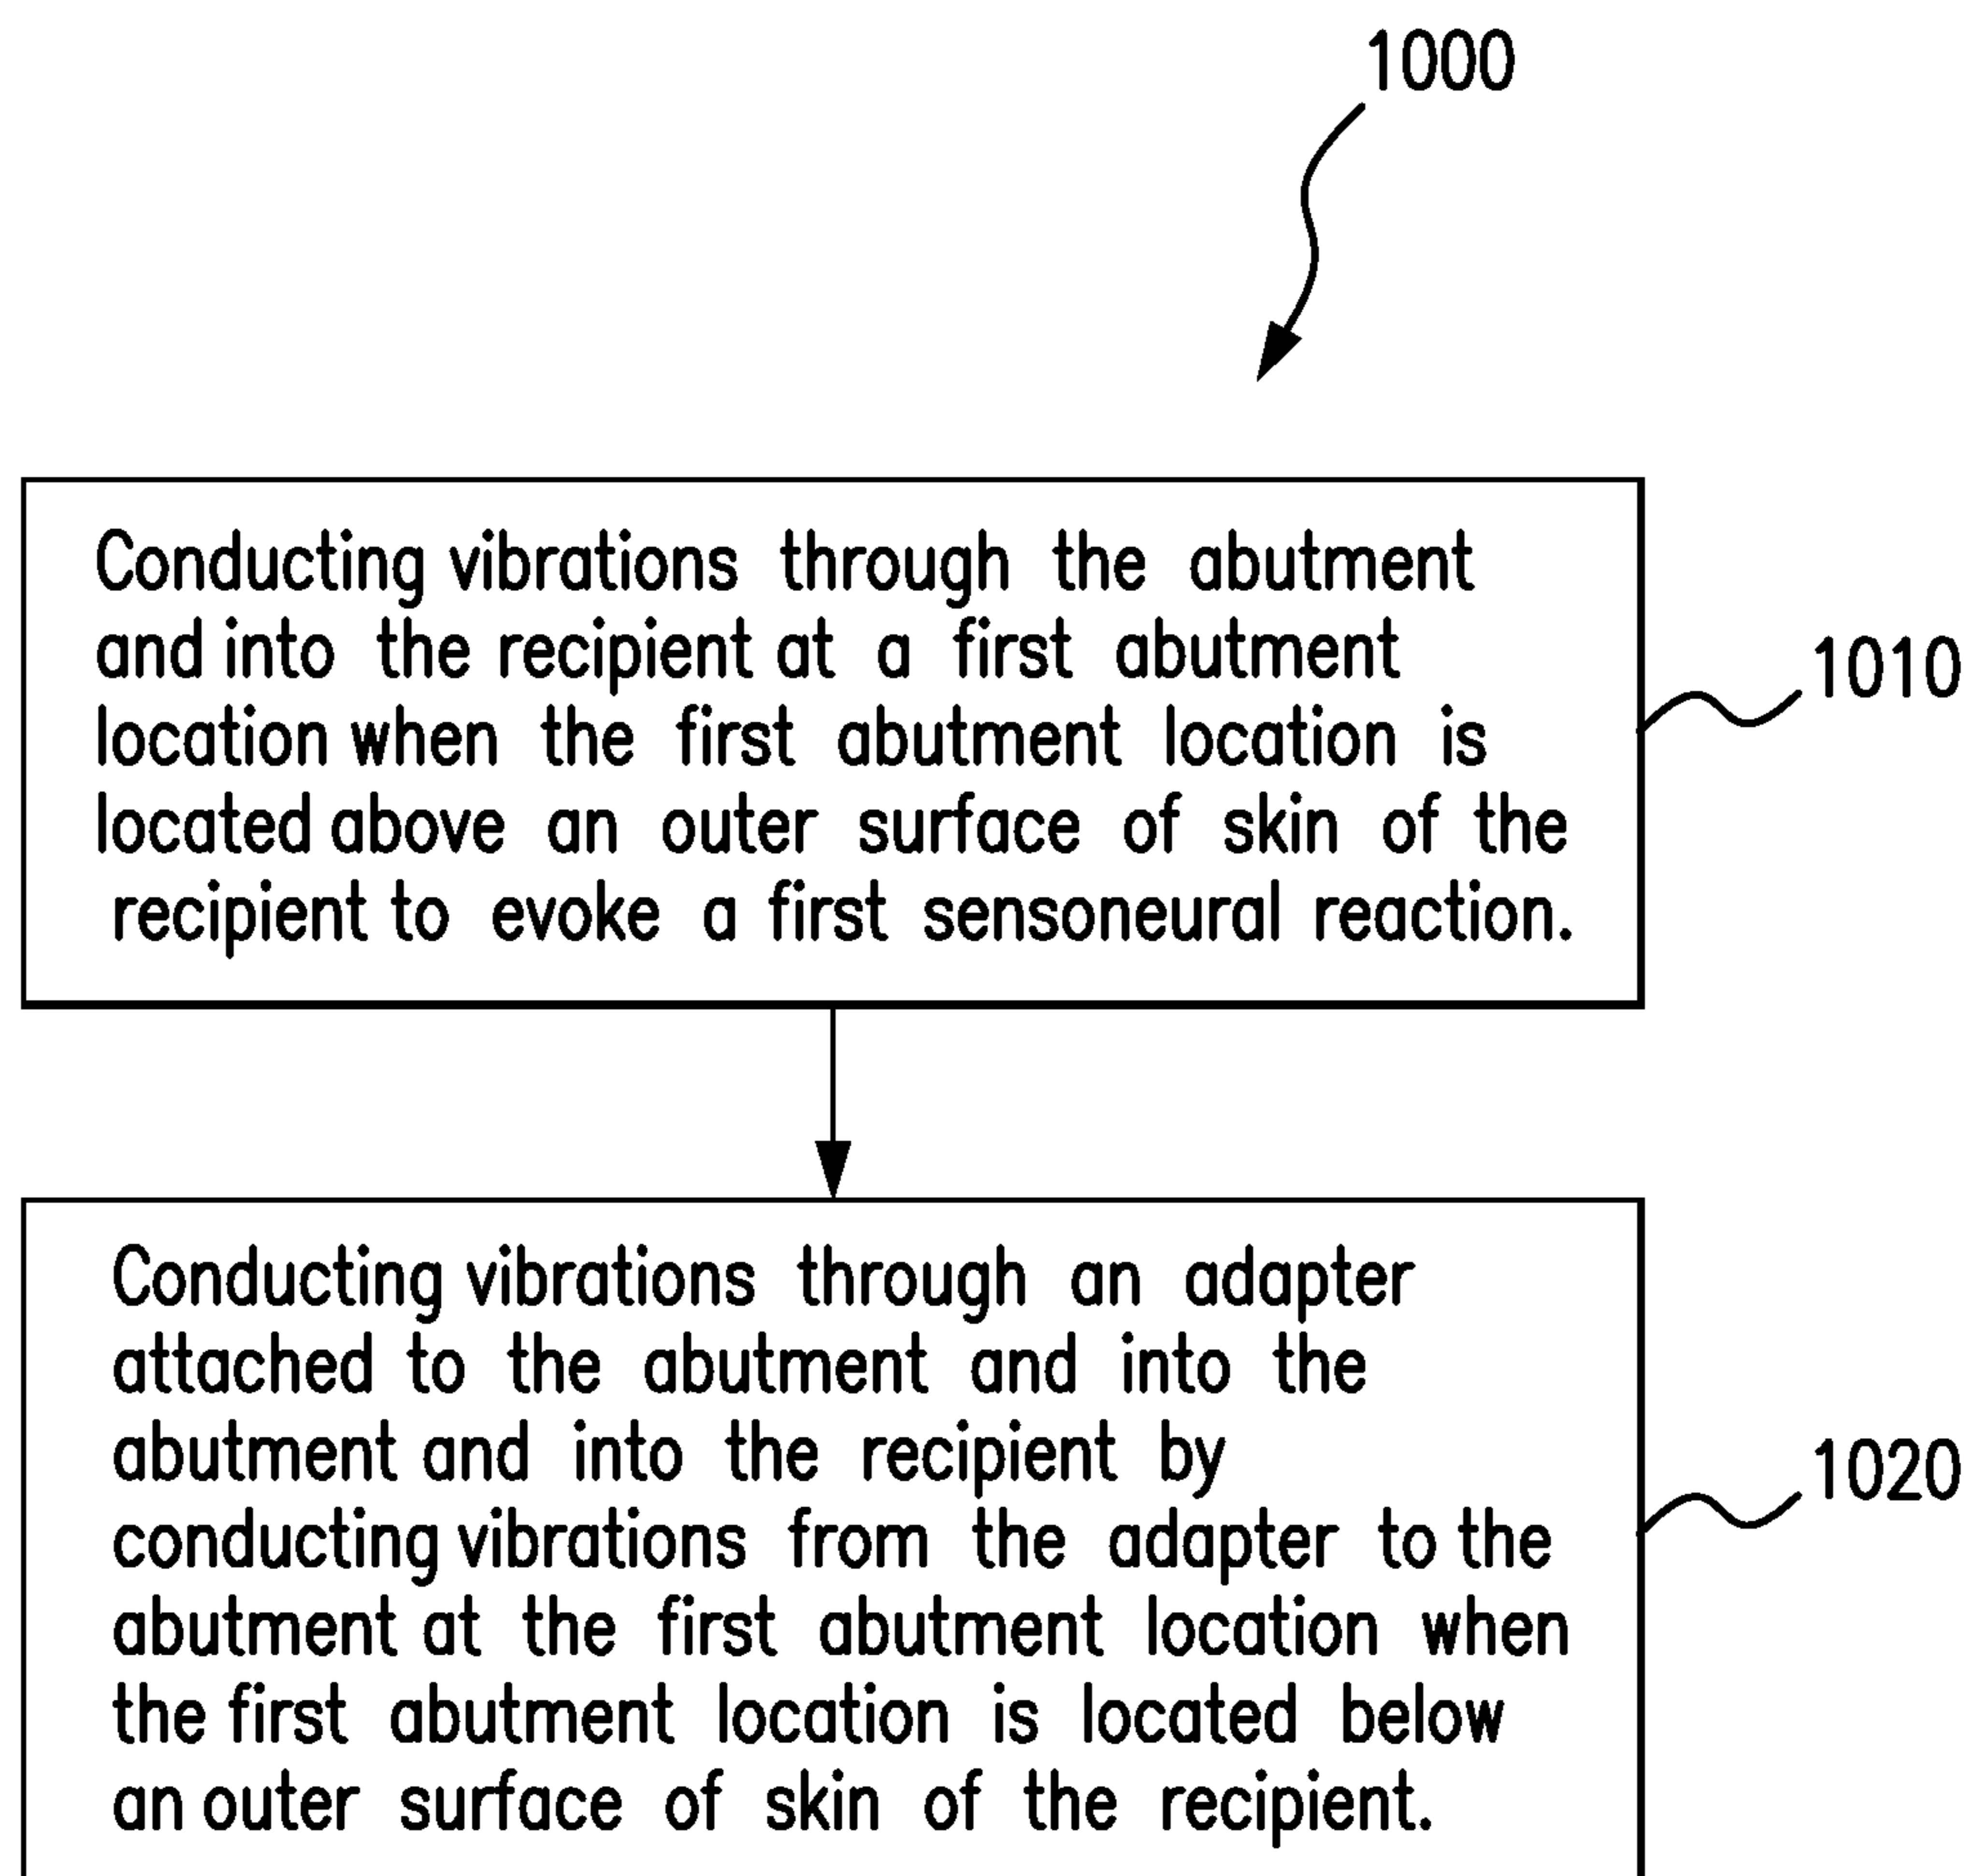 1000
Conducting vibrations through the abutment
and into the recipient at a first abutment
location when the first abutment location is
located above an outer surface of skin of the
recipient to evoke a first sensoneural reaction.
1010
Conducting vibrations through an adapter
attached to the abutment and into the
abutment and into the recipient by
conducting vibrations from the adapter to the
abutment at the first abutment location when
the first abutment location is located below
an outer surface of skin of the recipient.
1020